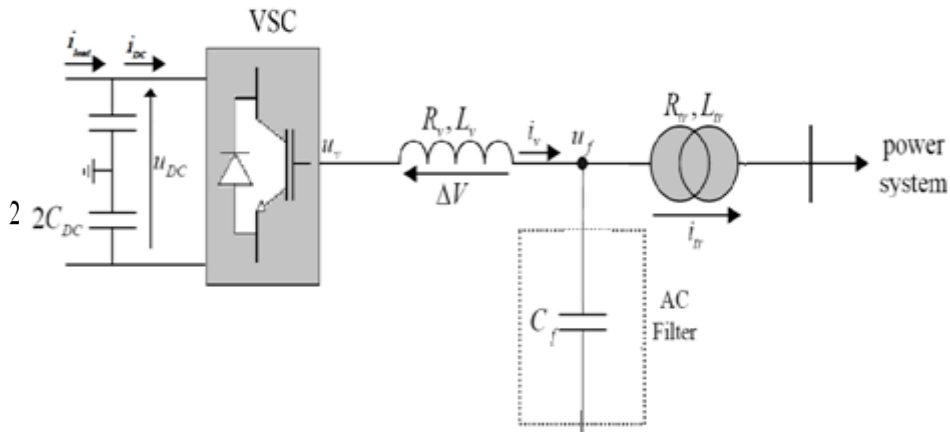 VSC
i_load i_DC
R_v, L_v i_v u_f R_tr, L_tr
u_DC u_v power
system
ΔV
2 2C_DC i_tr
C_f AC
Filter